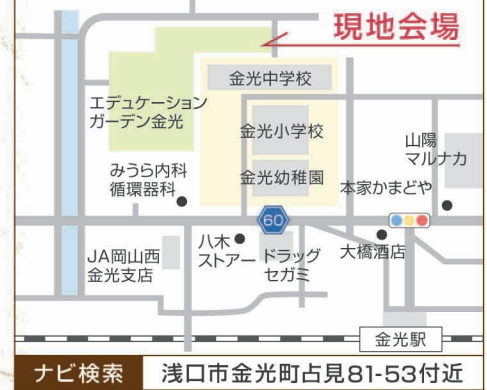 現地会場
金光中学校
エデュケーション
ガーデン金光
金光小学校
山陽
マルナカ
みうら内科
循環器科
金光幼稚園
本家かまどや
60
八木
ストアー
ドラッグ
セガミ
大橋酒店
JA岡山西
金光支店
金光駅
ナビ検索
浅口市金光町占見81-53付近